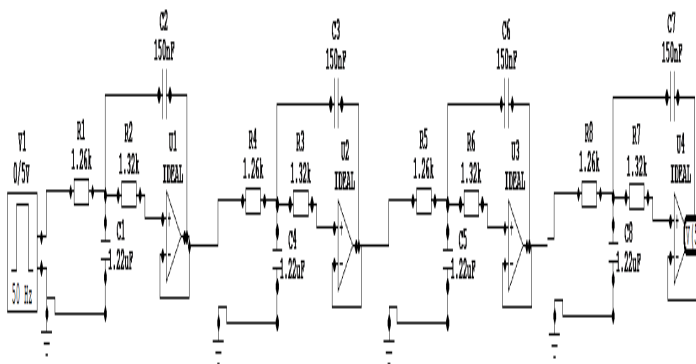 C2
150nF
C3
150nF
C6
150nF
C7
150nF
V1
0/5V
R1
1.26k
R2
1.32k
U1
IDEAL
R4
1.26k
R3
1.32k
U2
IDEAL
R5
1.26k
R6
1.32k
U3
IDEAL
R8
1.26k
R7
1.32k
U4
IDEAL
C1
1.22uF
C4
1.22uF
C5
1.22uF
C8
1.22uF
50 Hz